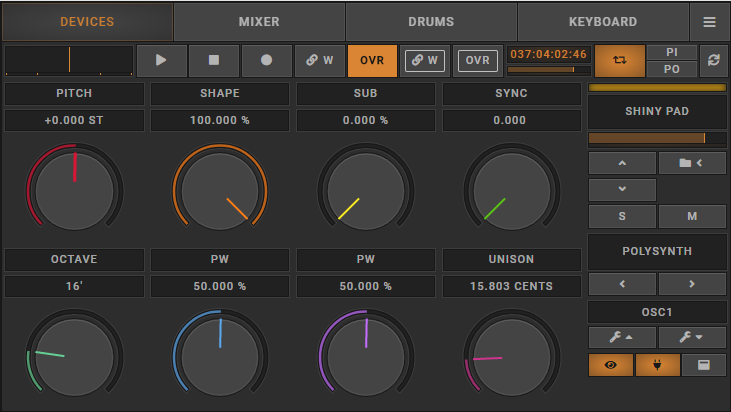 DEVICES MIXER DRUMS KEYBOARD
W OVR W OVR 037:04:02:46 PI
PO
PITCH SHAPE SUB SYNC
+0.000 ST 100.000 % 0.000 % 0.000
SHINY PAD
S M
OCTAVE PW PW UNISON
16' 50.000 % 50.000 % 15.803 CENTS
POLYSYNTH
OSC1